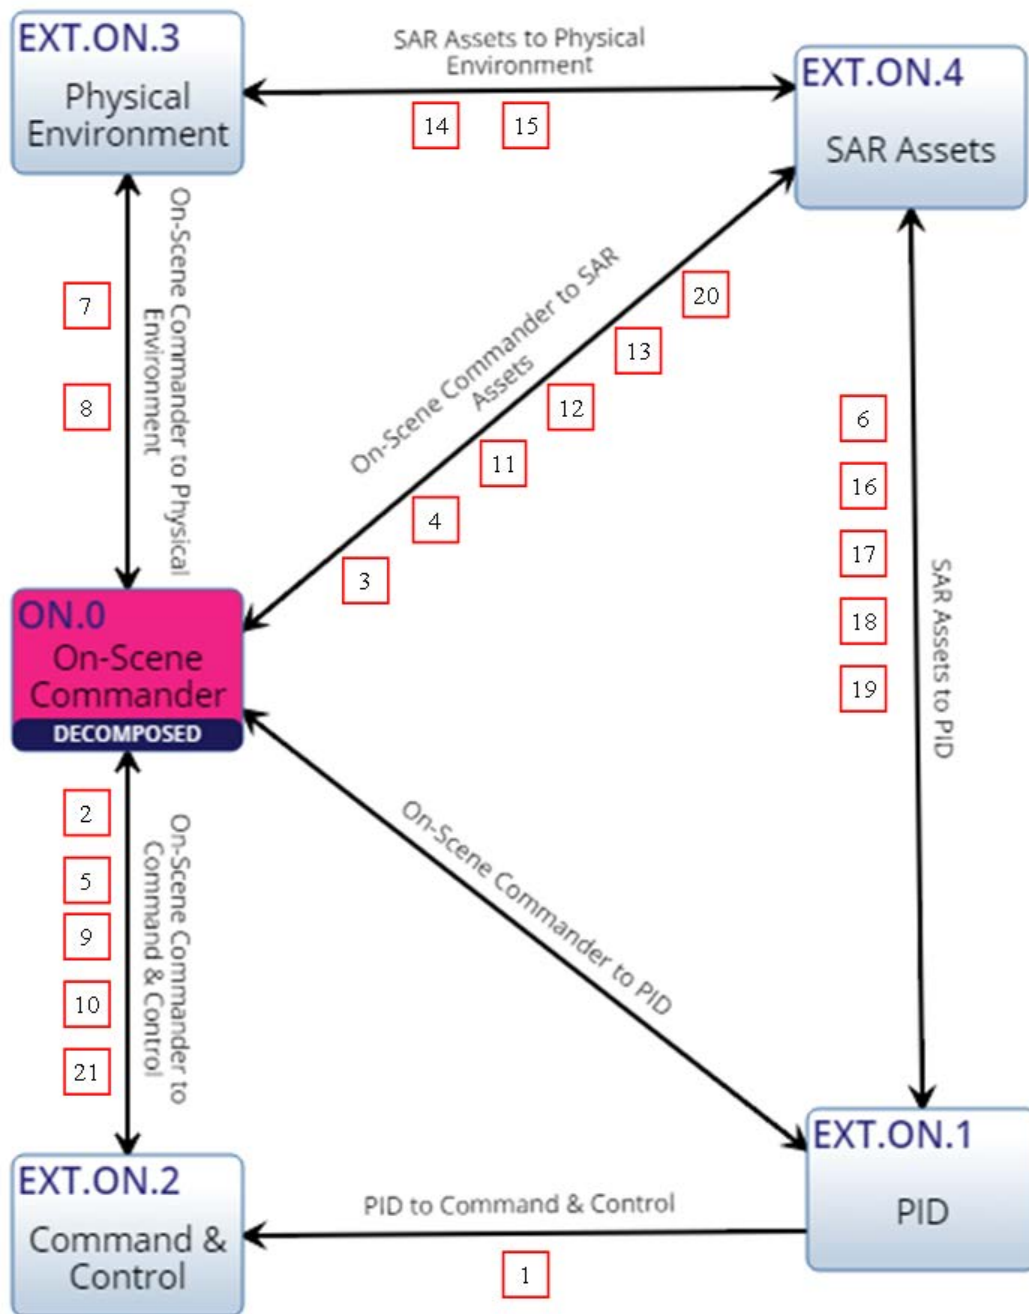 EXT.ON.3
Physical
Environment
SAR Assets to Physical
Environment
14
15
EXT.ON.4
SAR Assets
On-Scene Commander to Physical
Environment
7
8
On-Scene Commander to SAR
Assets
20
13
12
11
4
3
6
16
17
18
19
SAR Assets to PID
ON.0
On-Scene
Commander
DECOMPOSED
2
5
9
10
21
On-Scene Commander to
Command & Control
On-Scene Commander to PID
EXT.ON.2
Command &
Control
PID to Command & Control
1
EXT.ON.1
PID